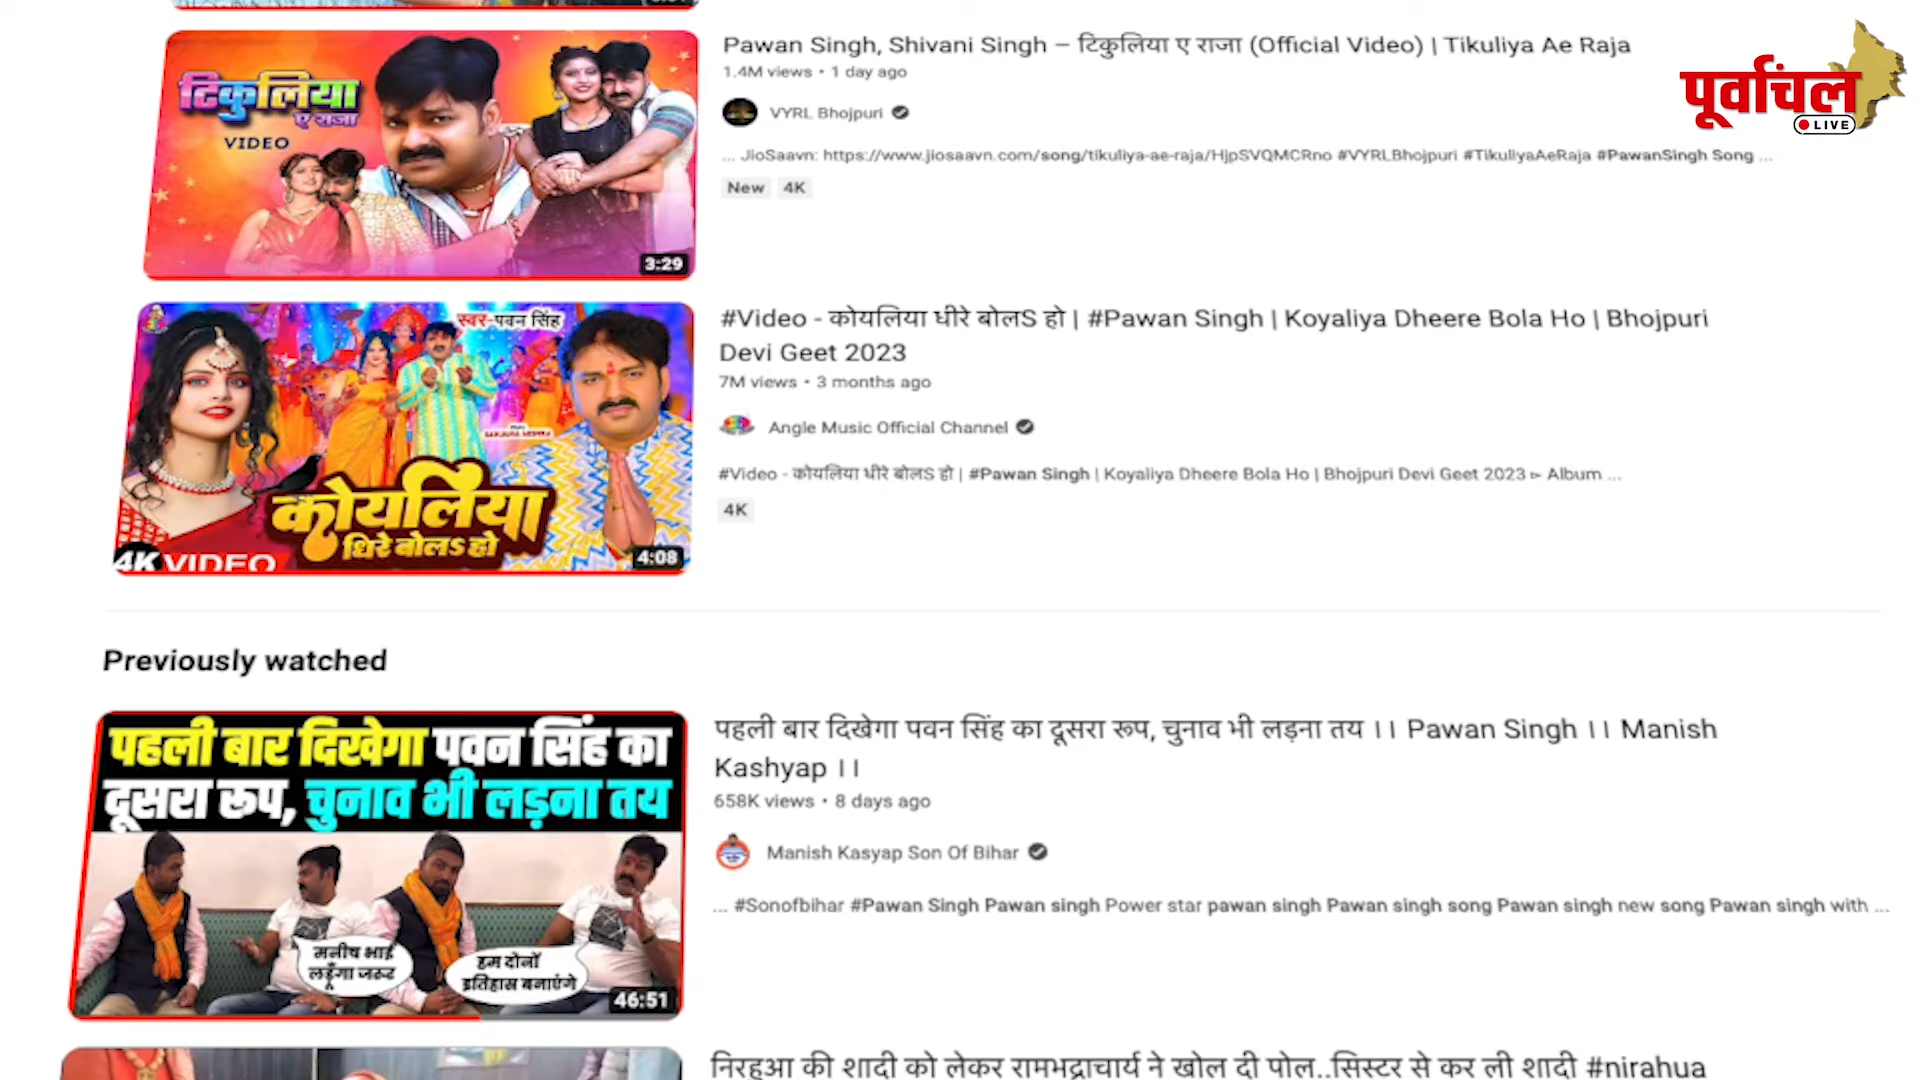 Pawan Singh, Shivani Singh – टिकुलिया ए राजा (Official Video) | Tikuliya Ae Raja
1.4M views • 1 day ago
VYRL Bhojpuri
... JioSaavn: https://www.jiosaavn.com/song/tikuliya-ae-raja/HjpSVQMCRno #VYRLBhojpuri #TikuliyaAeRaja #PawanSingh Song ...
New 4K
पूर्वांचल
LIVE
टिकुलिया
ए राजा
VIDEO
3:29
#Video - कोयलिया धीरे बोलS हो | #Pawan Singh | Koyaliya Dheere Bola Ho | Bhojpuri
Devi Geet 2023
7M views • 3 months ago
Angle Music Official Channel
#Video - कोयलिया धीरे बोलS हो | #Pawan Singh | Koyaliya Dheere Bola Ho | Bhojpuri Devi Geet 2023 ▻ Album ...
4K
स्वर-पवन सिंह
कोयलिया
धिरे बोलS हो
4K VIDEO
4:08
Previously watched
पहली बार दिखेगा पवन सिंह का
दूसरा रूप, चुनाव भी लड़ना तय
मनीष भाई
लड़ूँगा जरूर
हम दोनों
इतिहास बनाएंगे
46:51
पहली बार दिखेगा पवन सिंह का दूसरा रूप, चुनाव भी लड़ना तय ।। Pawan Singh ।। Manish
Kashyap ।।
658K views • 8 days ago
Manish Kasyap Son Of Bihar
... #Sonofbihar #Pawan Singh Pawan singh Power star pawan singh Pawan singh song Pawan singh new song Pawan singh with ...
निरहुआ की शादी को लेकर रामभद्राचार्य ने खोल दी पोल..सिस्टर से कर ली शादी #nirahua